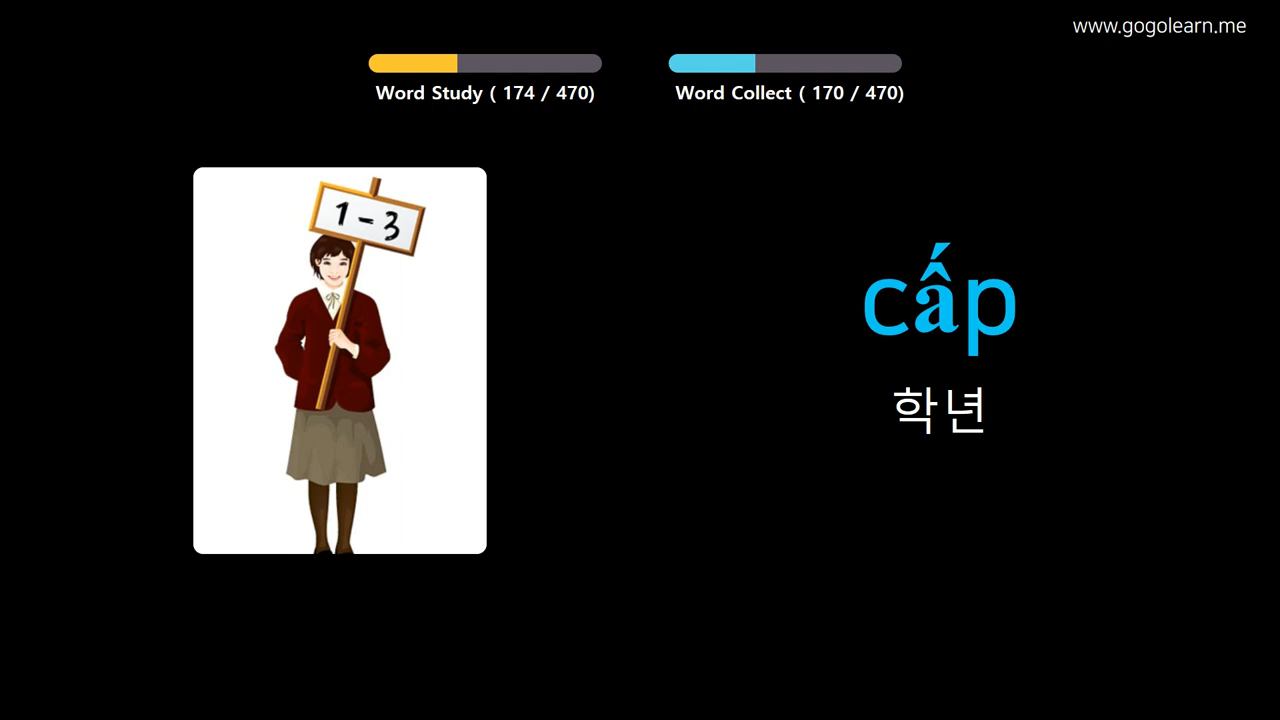 www.gogolearn.me
Word Study ( 174 / 470)
Word Collect ( 170 / 470)
1 - 3
cấp
학년